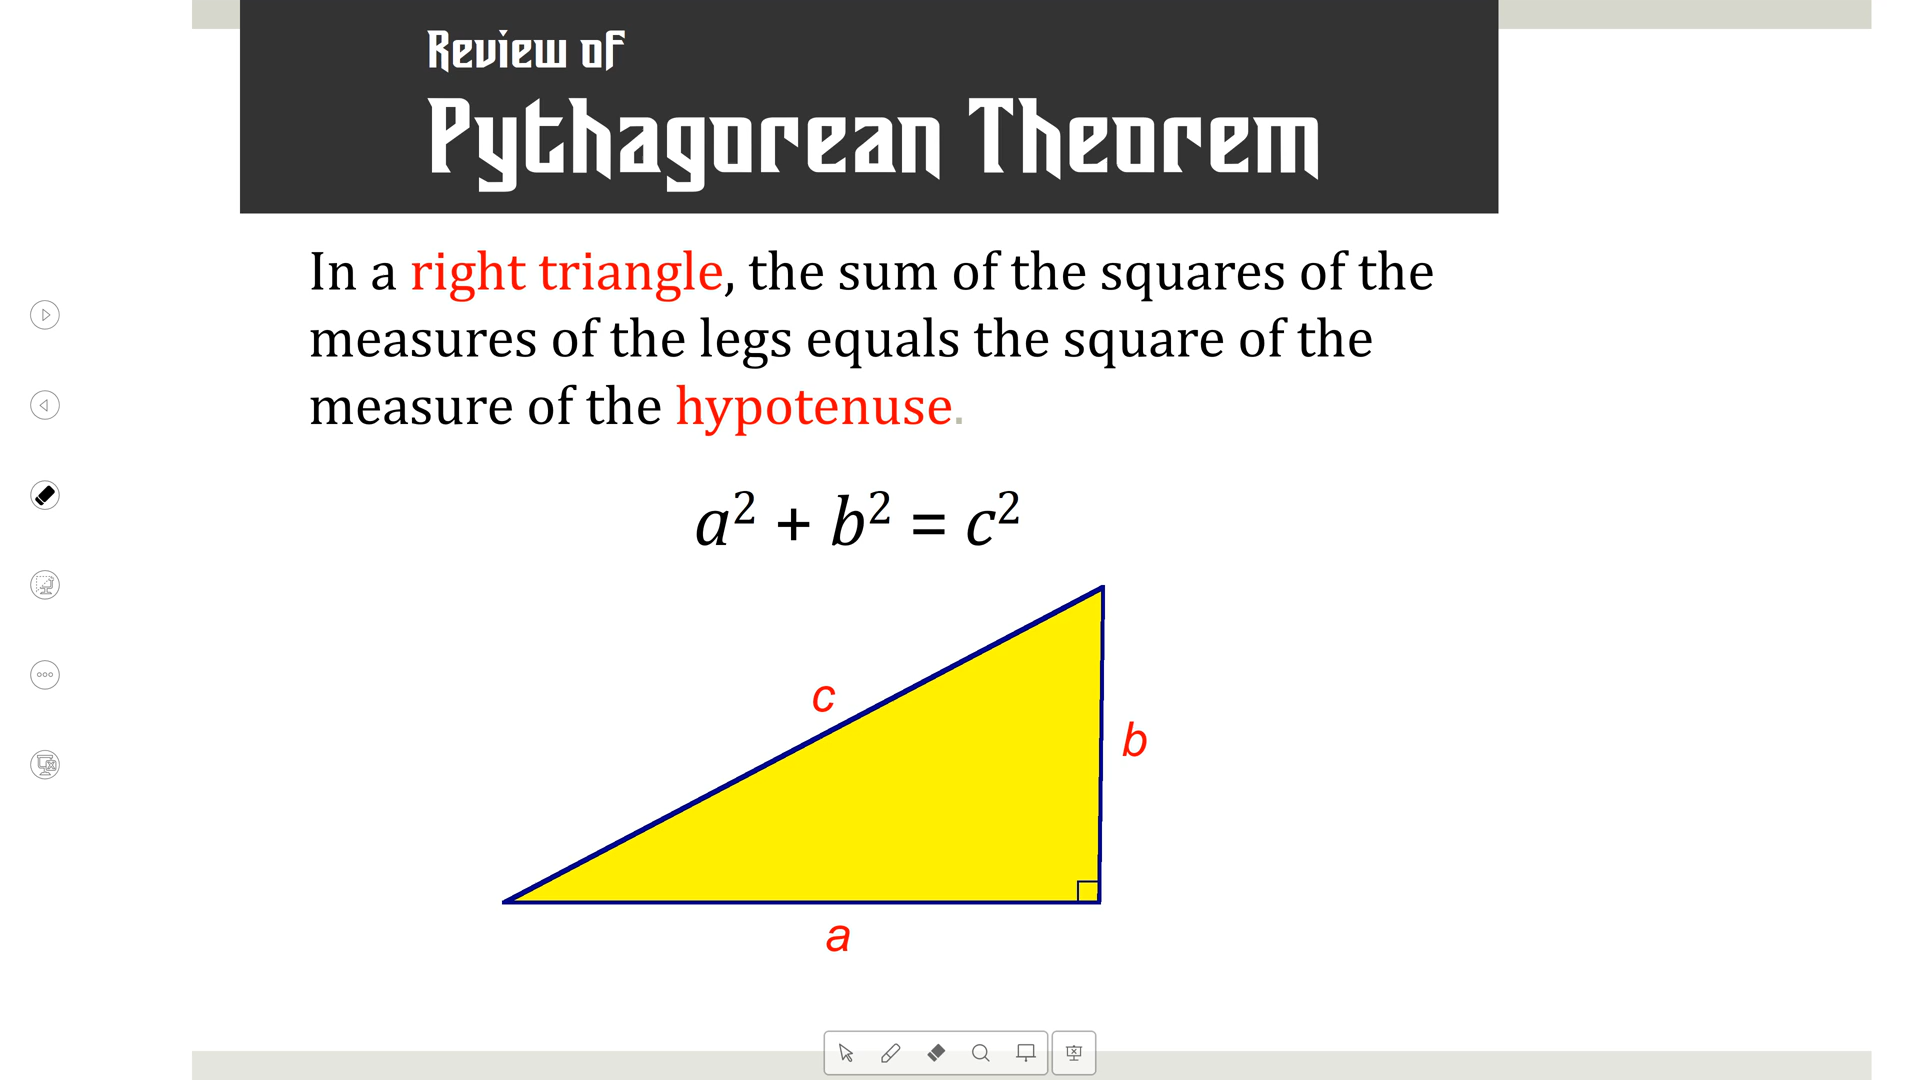 Review of
Pythagorean Theorem
In a right triangle, the sum of the squares of the
measures of the legs equals the square of the
measure of the hypotenuse.
a² + b² = c²
c
b
a